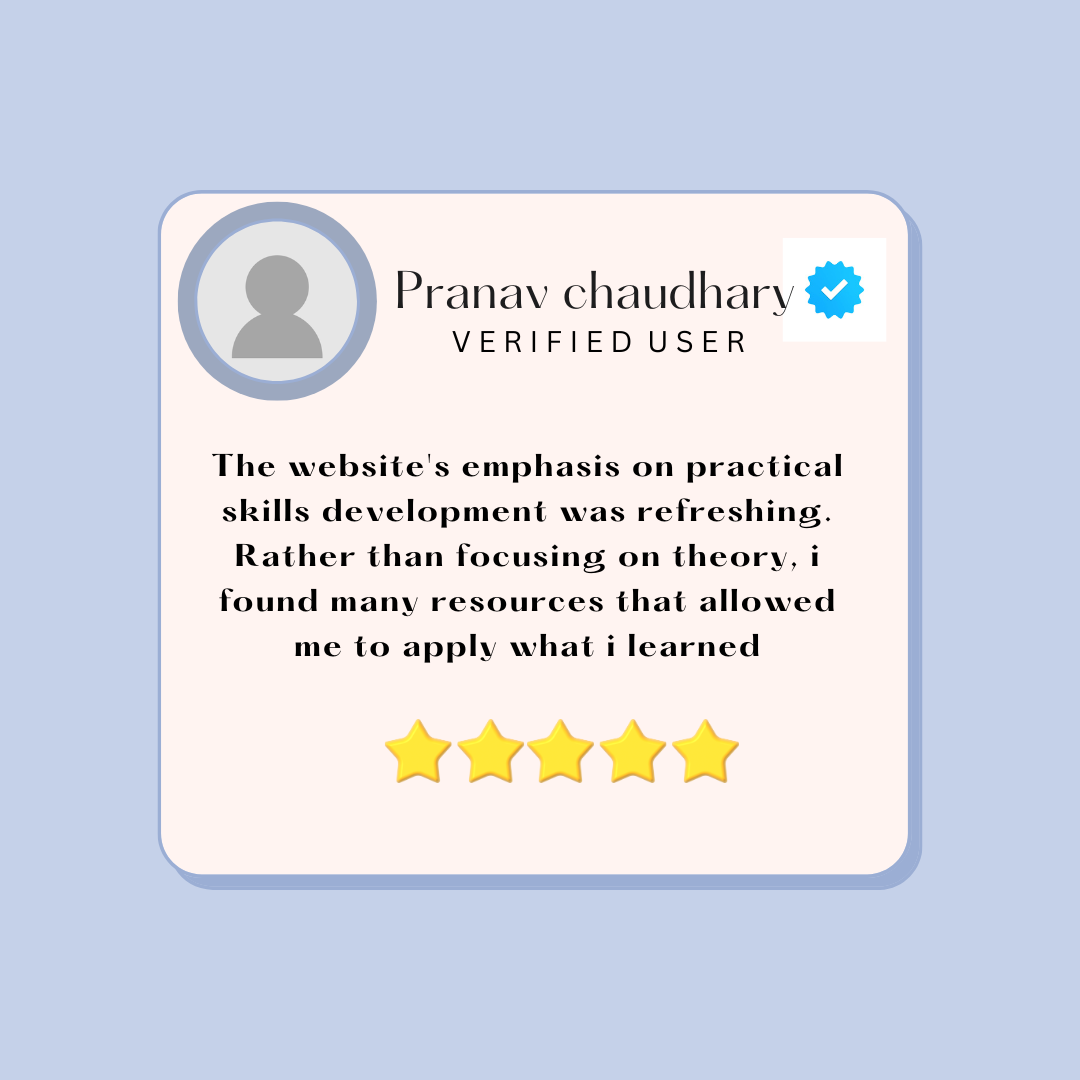 Pranav chaudhary
VERIFIED USER
The website's emphasis on practical
skills development was refreshing.
Rather than focusing on theory, i
found many resources that allowed
me to apply what i learned